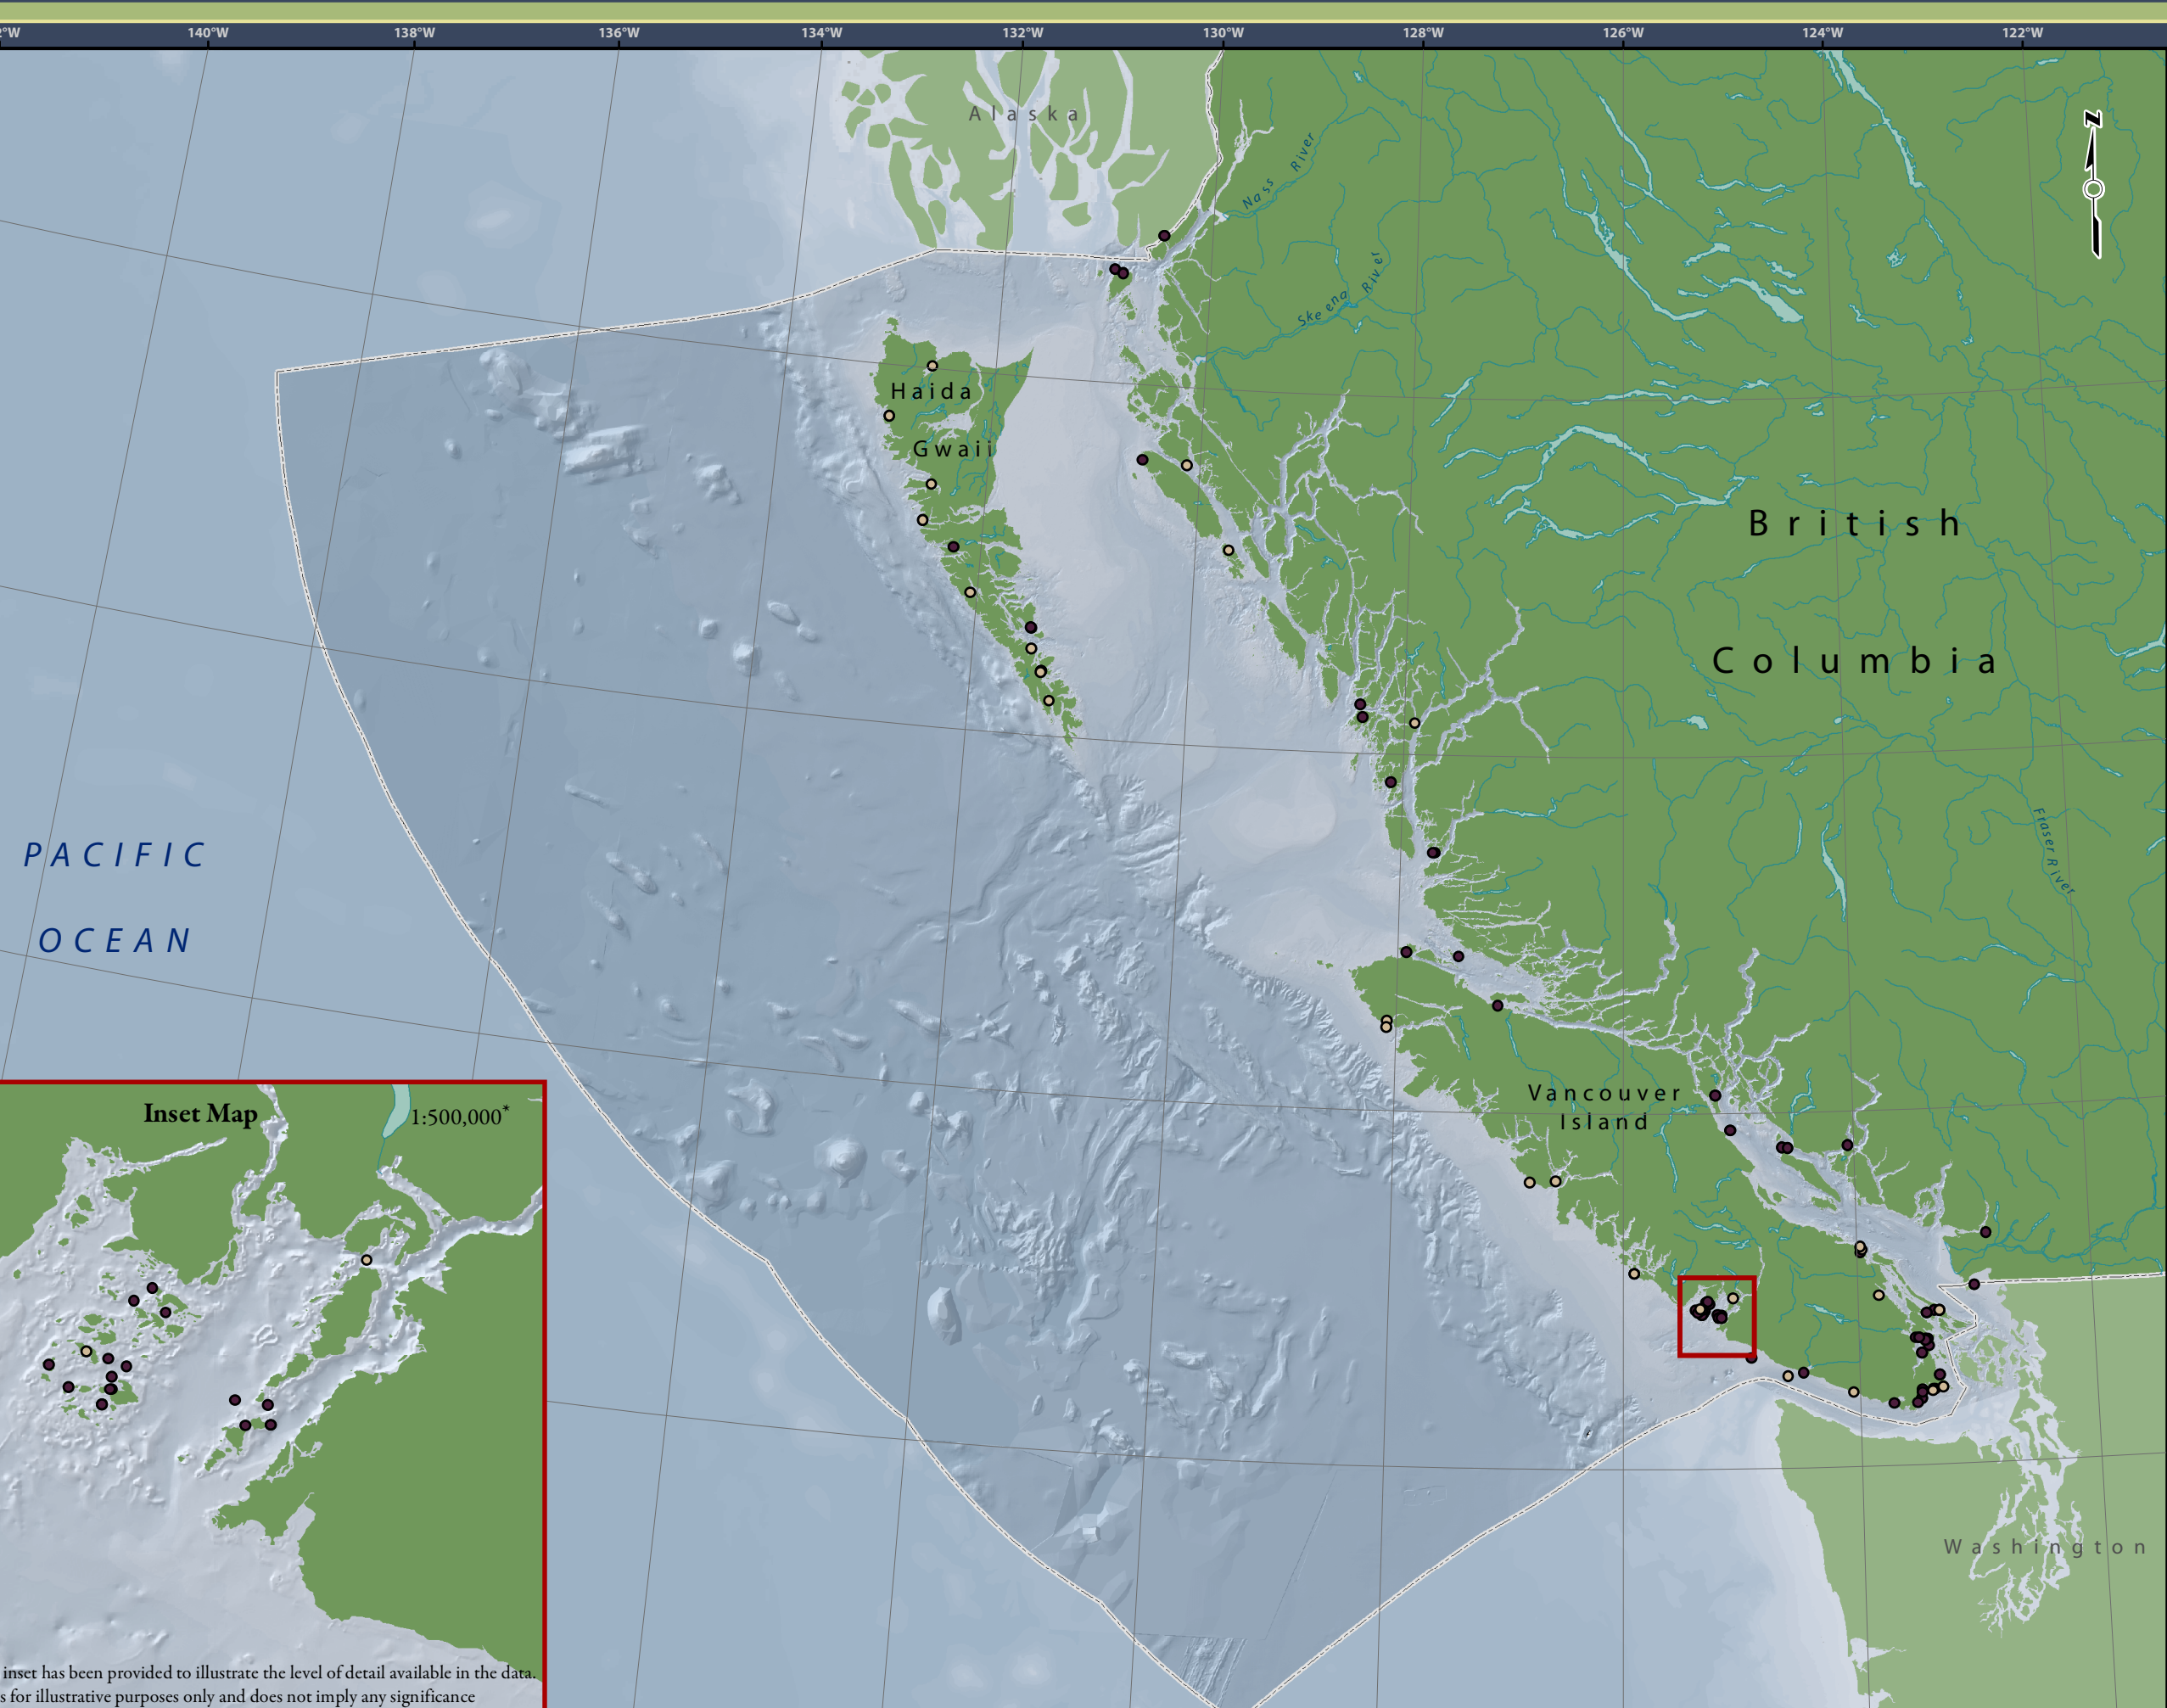 140°W 138°W 136°W 134°W 132°W 130°W 128°W 126°W 124°W 122°W
Alaska
N
Nass River
Skeena River
Haida
Gwaii
British
Columbia
PACIFIC
OCEAN
Fraser River
Vancouver
Island
Inset Map
1:500,000*
Washington
inset has been provided to illustrate the level of detail available in the data.
for illustrative purposes only and does not imply any significance